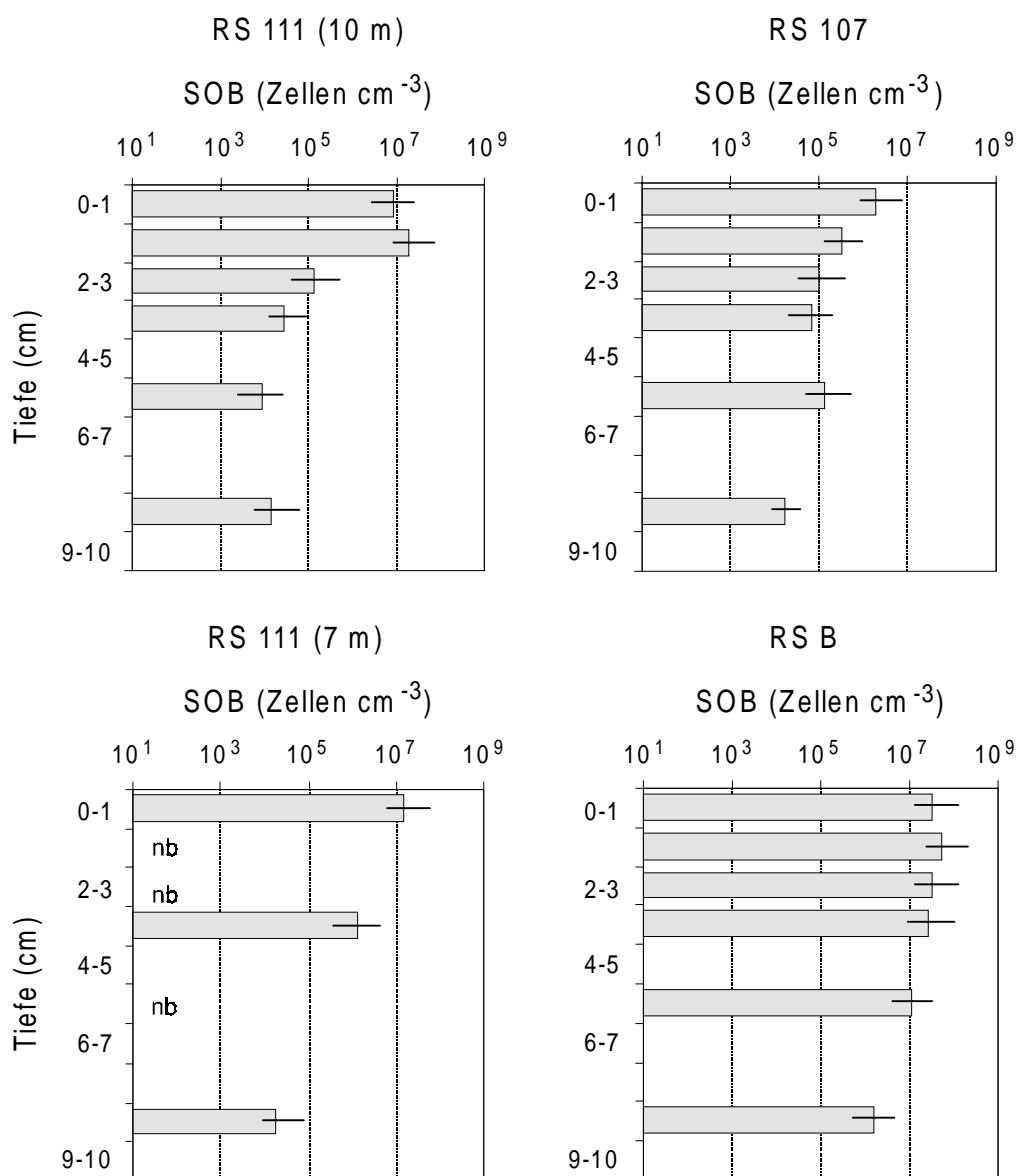 RS 111 (10 m)
SOB (Zellen cm-3)
10^1 10^3 10^5 10^7 10^9
Tiefe (cm)
0-1
2-3
4-5
6-7
9-10
RS 107
SOB (Zellen cm-3)
10^1 10^3 10^5 10^7 10^9
0-1
2-3
4-5
6-7
9-10
RS 111 (7 m)
SOB (Zellen cm-3)
10^1 10^3 10^5 10^7 10^9
Tiefe (cm)
0-1
nb
2-3 nb
4-5
nb
6-7
9-10
RS B
SOB (Zellen cm-3)
10^1 10^3 10^5 10^7 10^9
0-1
2-3
4-5
6-7
9-10